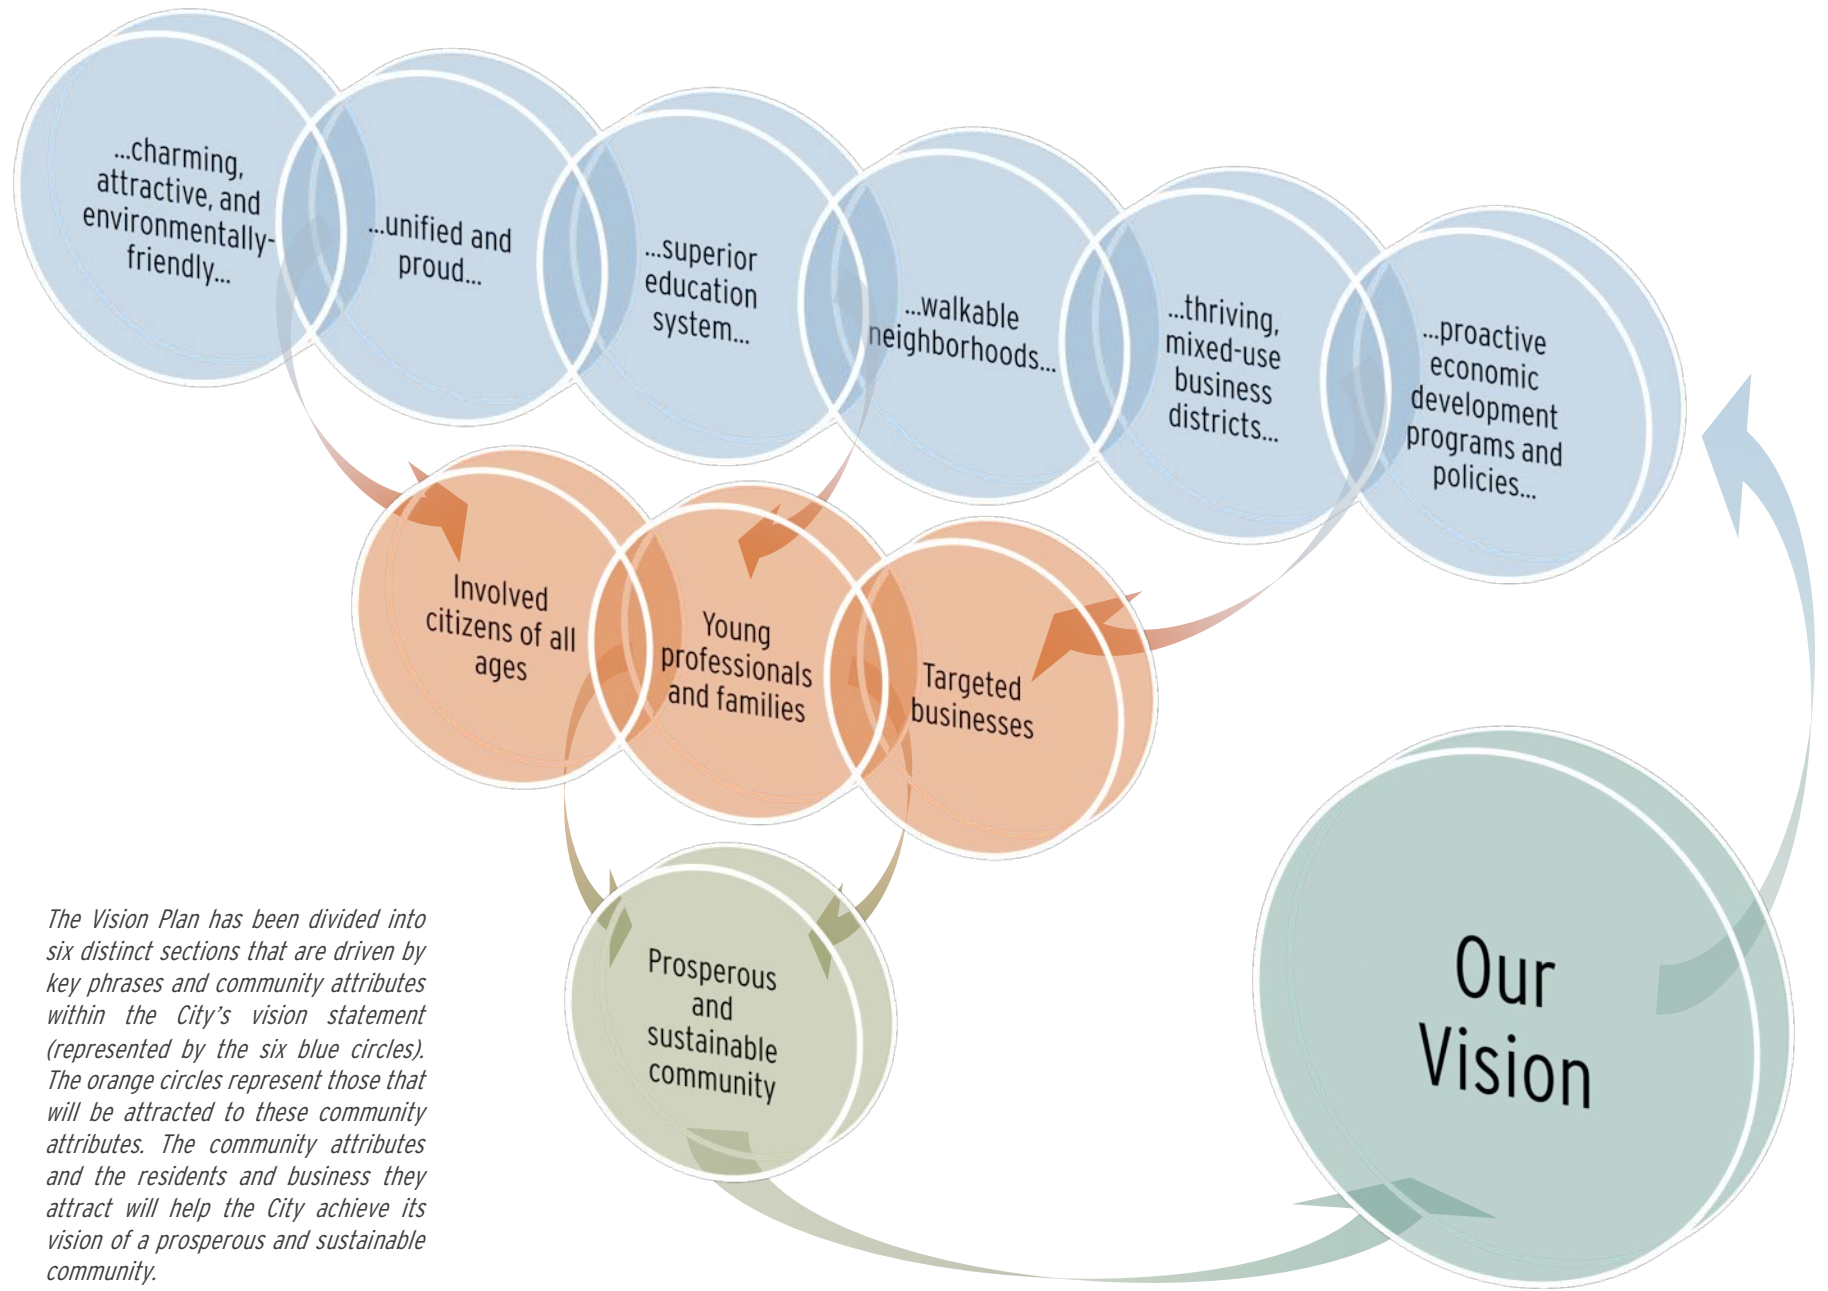 ...charming,
attractive, and
environmentally-
friendly...
...unified and
proud...
...superior
education
system...
...walkable
neighborhoods...
...thriving,
mixed-use
business
districts...
...proactive
economic
development
programs and
policies...
Involved
citizens of all
ages
Young
professionals
and families
Targeted
businesses
Prosperous
and
sustainable
community
Our
Vision
The Vision Plan has been divided into
six distinct sections that are driven by
key phrases and community attributes
within the City's vision statement
(represented by the six blue circles).
The orange circles represent those that
will be attracted to these community
attributes. The community attributes
and the residents and business they
attract will help the City achieve its
vision of a prosperous and sustainable
community.